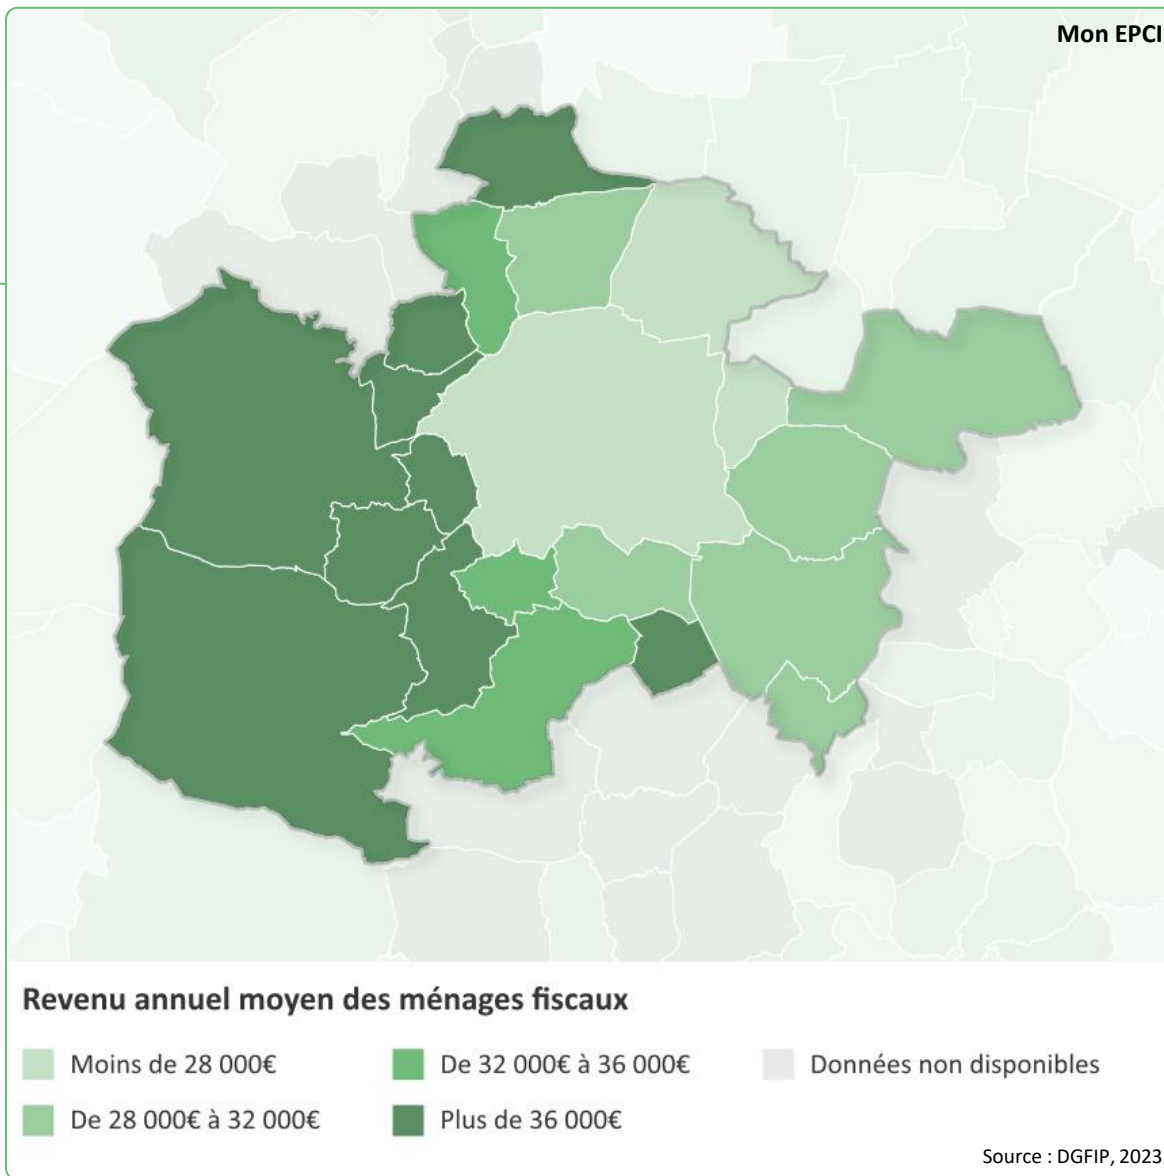 Mon EPCI
Revenu annuel moyen des ménages fiscaux
Moins de 28 000€
De 32 000€ à 36 000€
Données non disponibles
De 28 000€ à 32 000€
Plus de 36 000€
Source : DGFIP, 2023